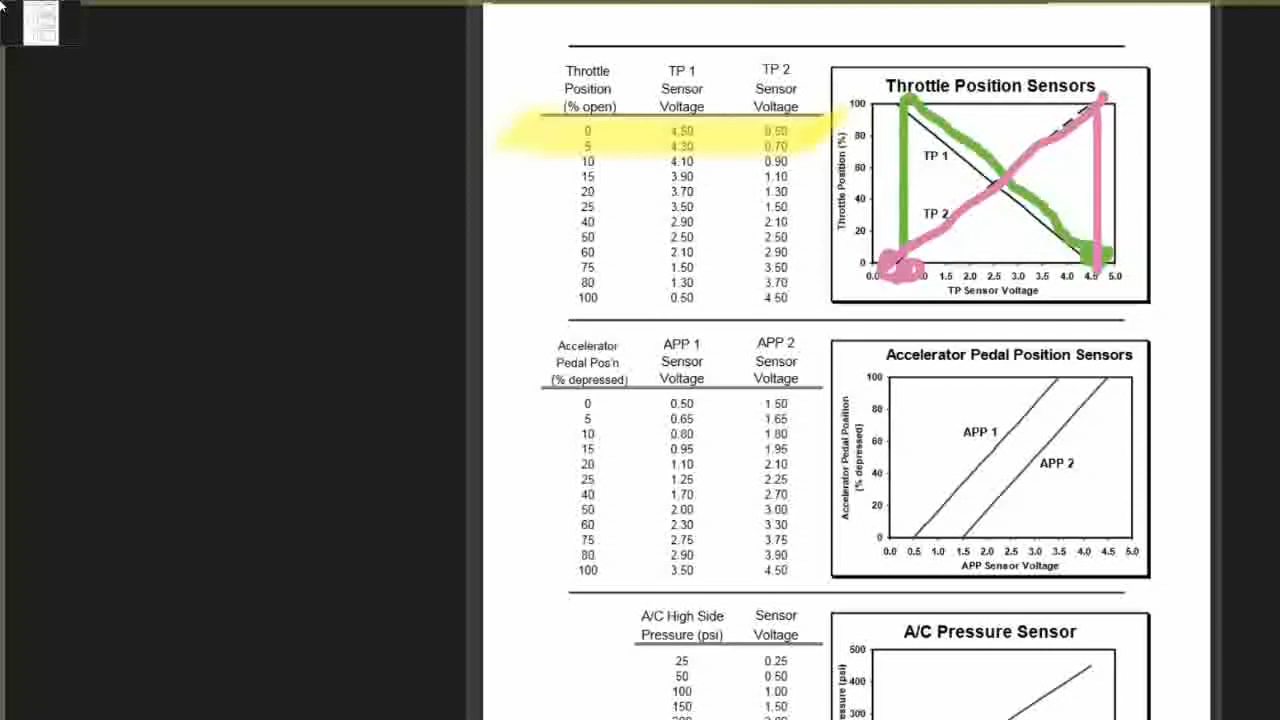 Throttle TP 1 TP 2
Position Sensor Sensor
(% open) Voltage Voltage
0 4.50 0.50
5 4.30 0.70
10 4.10 0.90
15 3.90 1.10
20 3.70 1.30
25 3.50 1.50
40 2.90 2.10
50 2.50 2.50
60 2.10 2.90
75 1.50 3.50
80 1.30 3.70
100 0.50 4.50
Throttle Position Sensors
Throttle Position (%)
100
80
60
40
20
0
TP 1
TP 2
0.0 1.5 2.0 2.5 3.0 3.5 4.0 4.5 5.0
TP Sensor Voltage
Accelerator APP 1 APP 2
Pedal Pos'n Sensor Sensor
(% depressed) Voltage Voltage
0 0.50 1.50
5 0.65 1.65
10 0.80 1.80
15 0.95 1.95
20 1.10 2.10
25 1.25 2.25
40 1.70 2.70
50 2.00 3.00
60 2.30 3.30
75 2.75 3.75
80 2.90 3.90
100 3.50 4.50
Accelerator Pedal Position Sensors
Accelerator Pedal Position
(% depressed)
100
80
60
40
20
0
APP 1
APP 2
0.0 0.5 1.0 1.5 2.0 2.5 3.0 3.5 4.0 4.5 5.0
APP Sensor Voltage
A/C High Side Sensor
Pressure (psi) Voltage
25 0.25
50 0.50
100 1.00
150 1.50
A/C Pressure Sensor
500
400
300